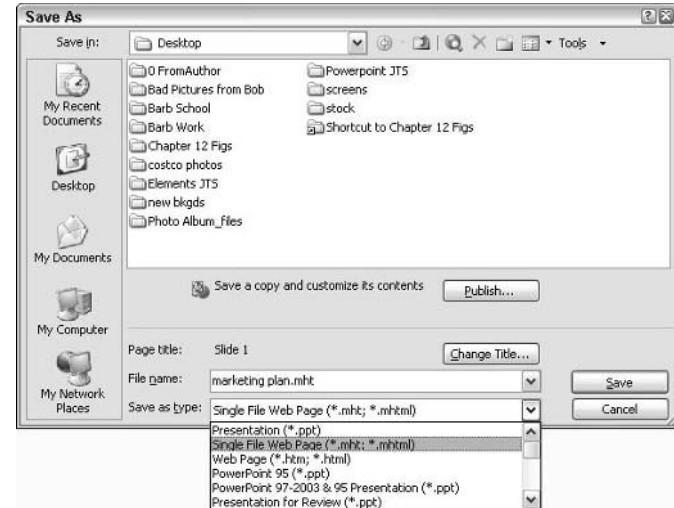 Save As
Save in:
Desktop
Tools
My Recent
Documents
Desktop
My Documents
My Computer
My Network
Places
0 FromAuthor
Bad Pictures from Bob
Barb School
Barb Work
Chapter 12 Figs
costco photos
Elements JTS
new bkgds
Photo Album_files
Powerpoint JTS
screens
stock
Shortcut to Chapter 12 Figs
Save a copy and customize its contents
Publish...
Page title:
Slide 1
Change Title...
File name:
marketing plan.mht
Save
Save as type:
Single File Web Page (*.mht; *.mhtml)
Cancel
Presentation (*.ppt)
Single File Web Page (*.mht; *.mhtml)
Web Page (*.htm; *.html)
PowerPoint 95 (*.ppt)
PowerPoint 97-2003 & 95 Presentation (*.ppt)
Presentation for Review (*.ppt)